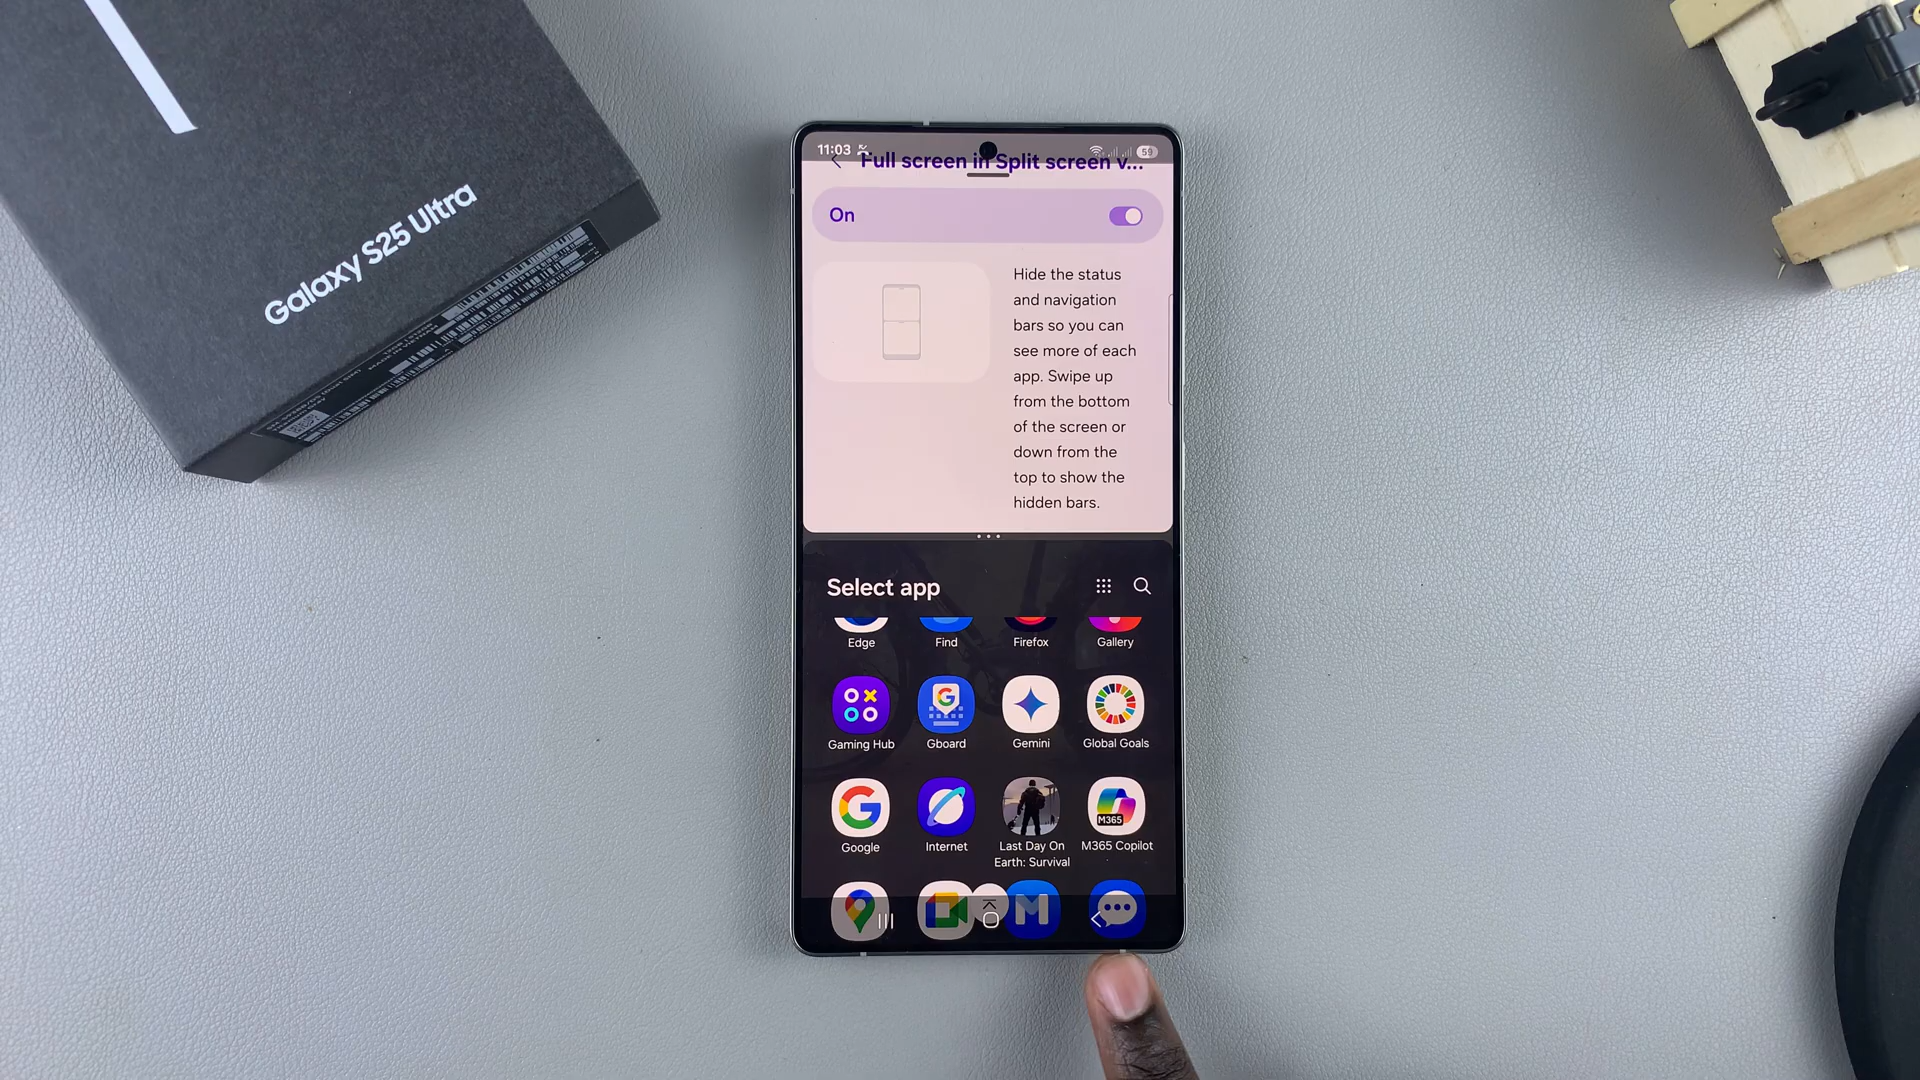 Galaxy S25 Ultra
11:03
59
Full screen in Split screen v...
On
Hide the status
and navigation
bars so you can
see more of each
app. Swipe up
from the bottom
of the screen or
down from the
top to show the
hidden bars.
Select app
Edge Find Firefox Gallery
Gaming Hub Gboard Gemini Global Goals
M365
Google Internet Last Day On
Earth: Survival M365 Copilot